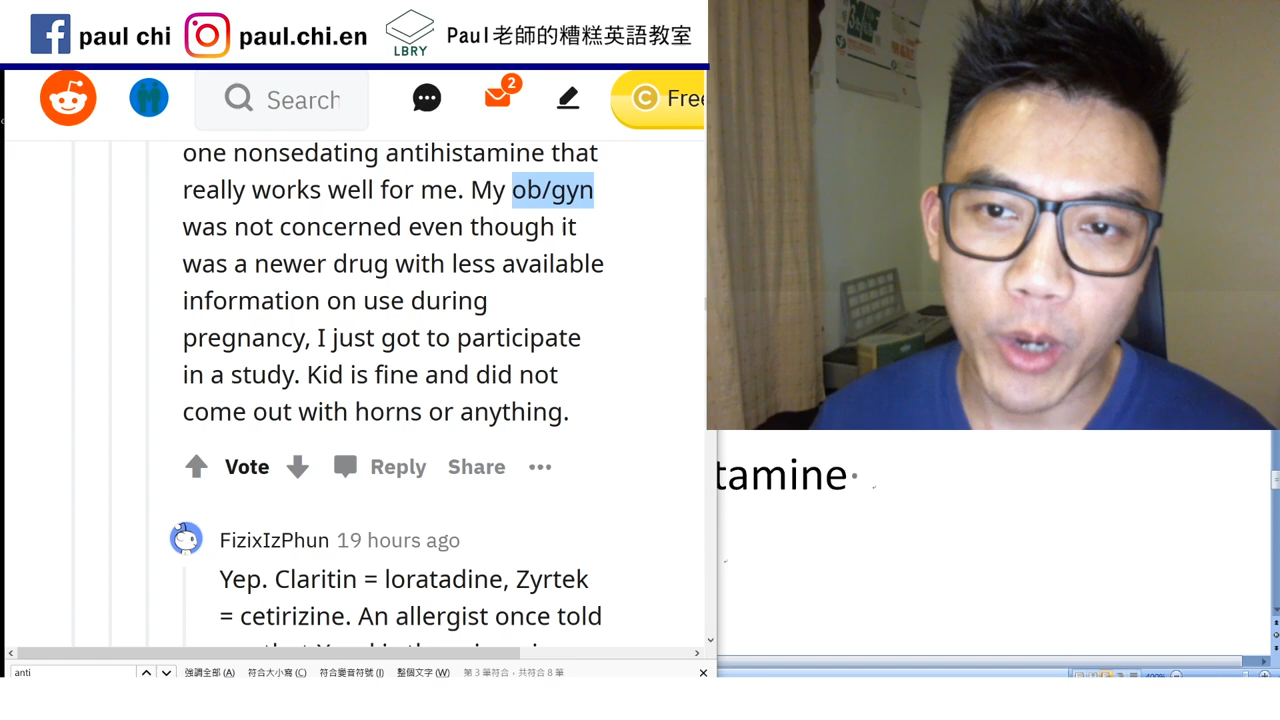 paul chi
paul.chi.en
LBRY
Paul老師的糟糕英語教室
2
Search
Free
one nonsedating antihistamine that
really works well for me. My ob/gyn
was not concerned even though it
was a newer drug with less available
information on use during
pregnancy, I just got to participate
in a study. Kid is fine and did not
come out with horns or anything.
Vote
Reply
Share
FizixIzPhun 19 hours ago
Yep. Claritin = loratadine, Zyrtek
= cetirizine. An allergist once told
tamine
anti
強調全部 (A)
符合大小寫 (C)
符合變音符號 (I)
整個文字 (W)
第 3 筆符合，共符合 8 筆
400%